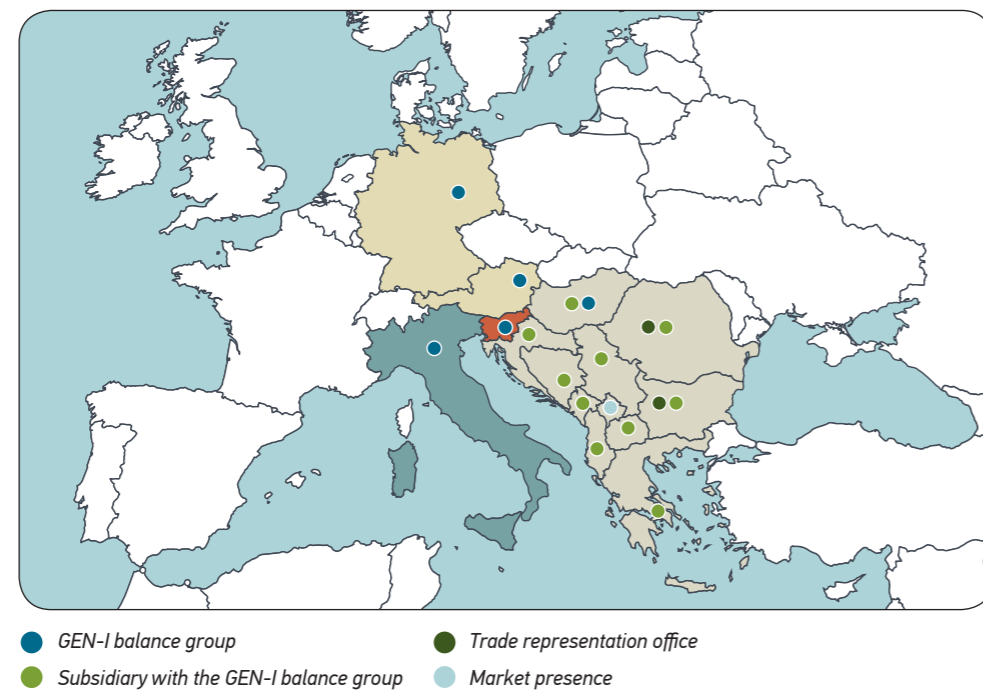 GEN-I balance group
Trade representation office
Subsidiary with the GEN-I balance group
Market presence